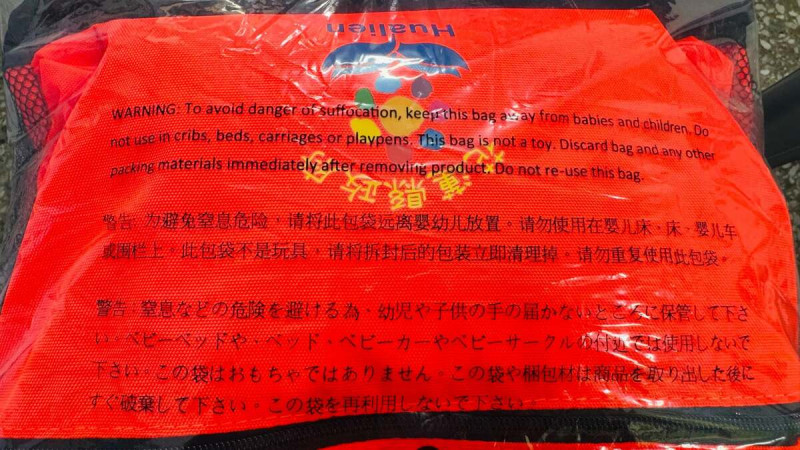 Hualien
花蓮縣政府
WARNING: To avoid danger of suffocation, keep this bag away from babies and children. Do
not use in cribs, beds, carriages or playpens. This bag is not a toy. Discard bag and any other
packing materials immediately after removing product. Do not re-use this bag.
警告: 为避免窒息危险，请将此包袋远离婴幼儿放置。请勿使用在婴儿床、床、婴儿车
或围栏上。此包袋不是玩具，请将拆封后的包装立即清理掉。请勿重复使用此包袋。
警告: 窒息などの危険を避ける為、幼児や子供の手の届かないところに保管して下さ
い。ベビーベッドや、ベッド、ベビーカーやベビーサークルの付近では使用しないで
下さい。この袋はおもちゃではありません。この袋や梱包材は商品を取り出した後に
すぐ破棄して下さい。この袋を再利用しないで下さい。